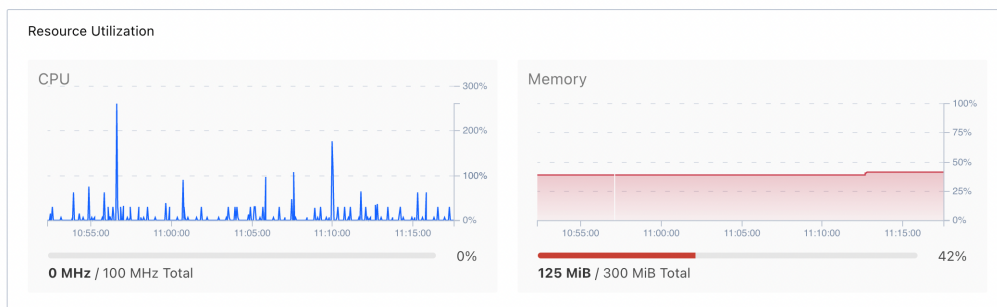 Resource Utilization
CPU
300%
200%
100%
0%
10:55:00 11:00:00 11:05:00 11:10:00 11:15:00
0%
0 MHz / 100 MHz Total
Memory
100%
75%
50%
25%
0%
10:55:00 11:00:00 11:05:00 11:10:00 11:15:00
42%
125 MiB / 300 MiB Total